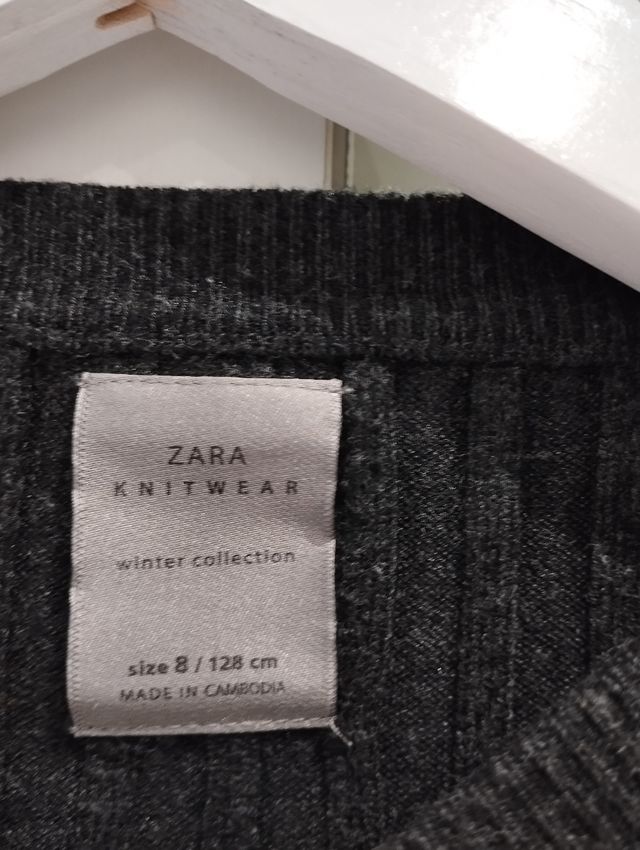 ZARA
KNITWEAR
winter collection
size 8 / 128 cm
MADE IN CAMBODIA